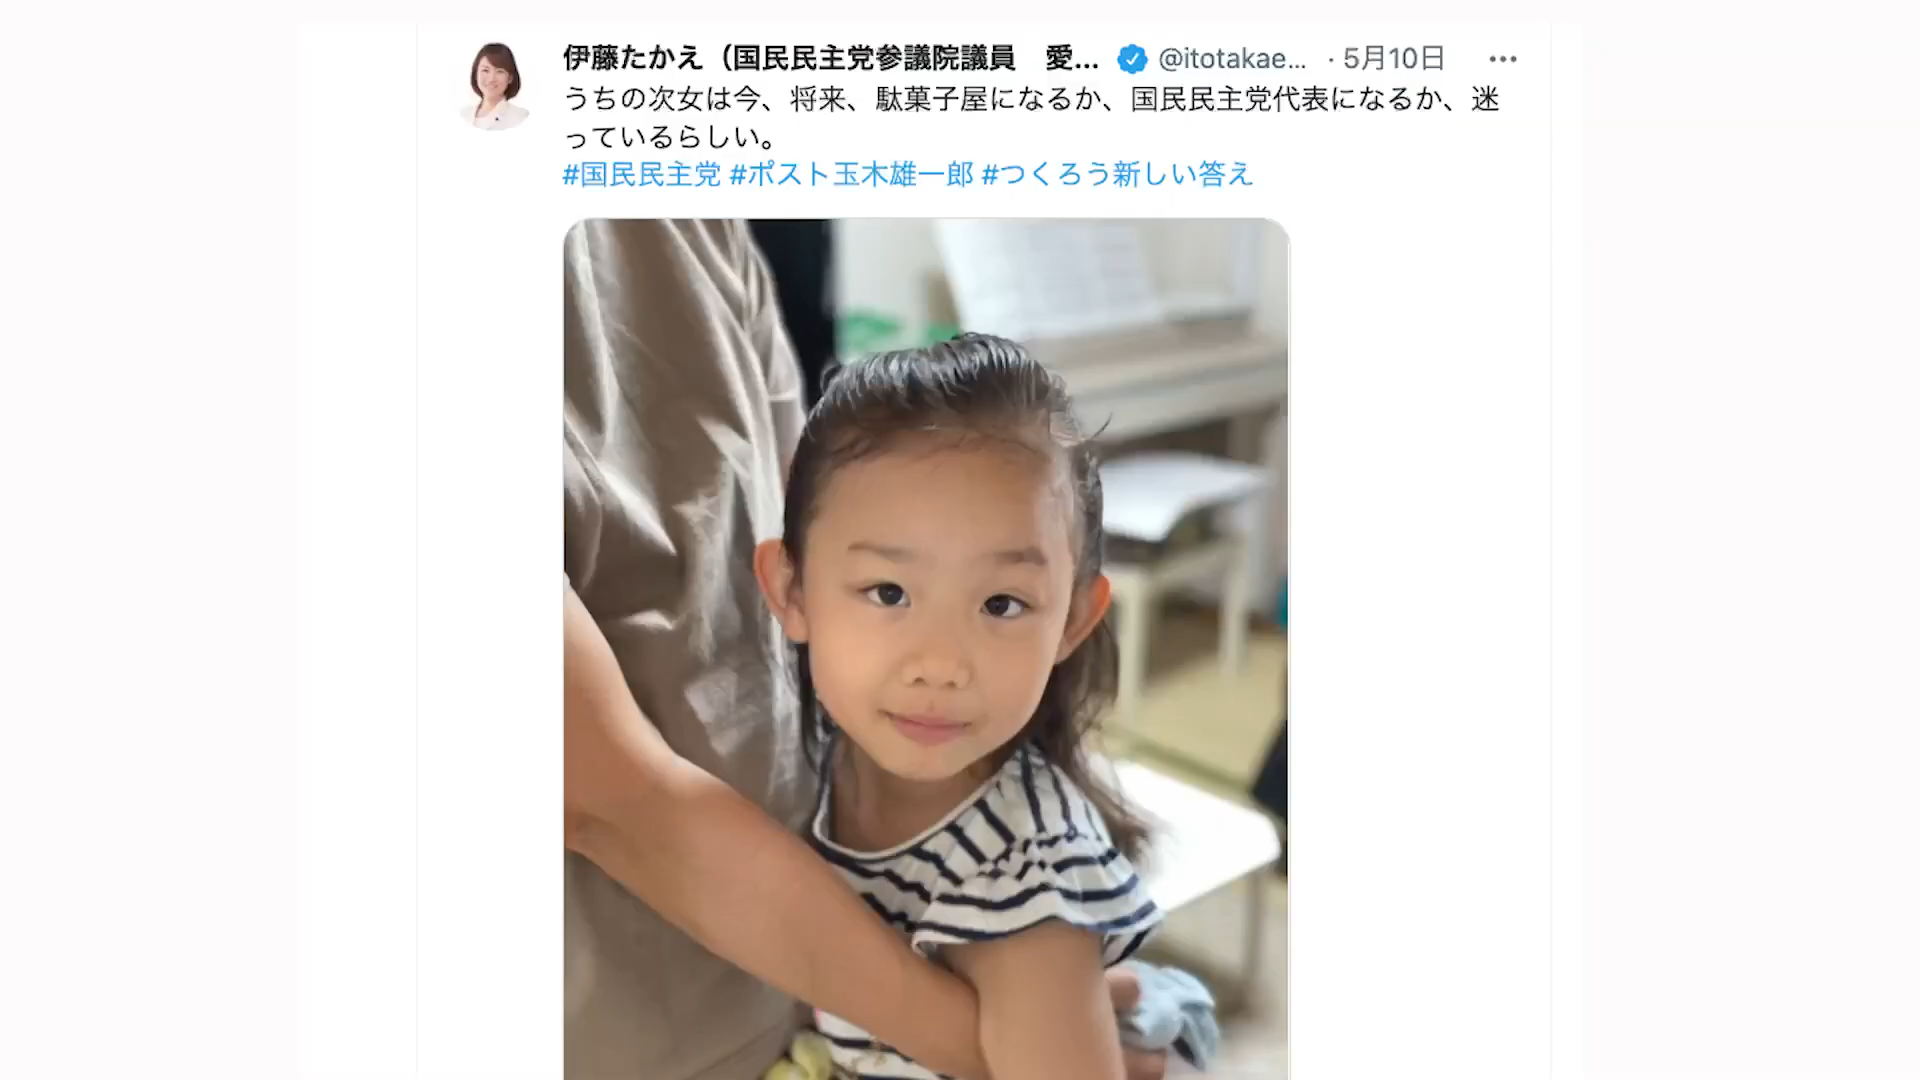 伊藤たかえ（国民民主党参議院議員　愛... @itotakae... · 5月10日
うちの次女は今、将来、駄菓子屋になるか、国民民主党代表になるか、迷
っているらしい。
#国民民主党 #ポスト玉木雄一郎 #つくろう新しい答え